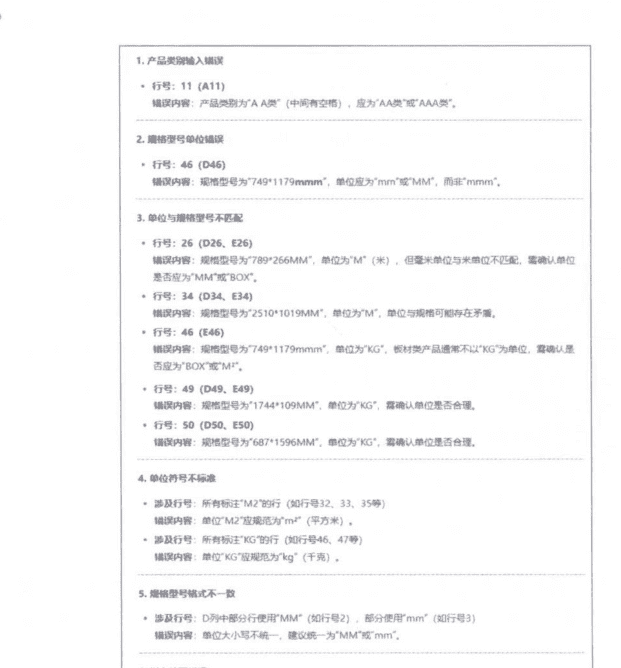 1. 产品类别输入错误
• 行号：11 (A11)
错误内容：产品类别为"A A类"（中间有空格），应为"AA类"或"AAA类"。
2. 规格型号单位错误
• 行号：46 (D46)
错误内容：规格型号为"749*1179mmm"，单位应为"mm"或"MM"，而非"mmm"。
3. 单位与规格型号不匹配
• 行号：26 (D26、E26)
错误内容：规格型号为"789*266MM"，单位为"M"（米），但毫米单位与米单位不匹配，需确认单位
是否应为"MM"或"BOX"。
• 行号：34 (D34、E34)
错误内容：规格型号为"2510*1019MM"，单位为"M"，单位与规格可能存在矛盾。
• 行号：46 (E46)
错误内容：规格型号为"749*1179mmm"，单位为"KG"，板材类产品通常不以"KG"为单位，需确认是
否应为"BOX"或"M²"。
• 行号：49 (D49、E49)
错误内容：规格型号为"1744*109MM"，单位为"KG"，需确认单位是否合理。
• 行号：50 (D50、E50)
错误内容：规格型号为"687*1596MM"，单位为"KG"，需确认单位是否合理。
4. 单位符号不标准
• 涉及行号：所有标注"M2"的行（如行号32、33、35等）
错误内容：单位"M2"应规范为"m²"（平方米）。
• 涉及行号：所有标注"KG"的行（如行号46、47等）
错误内容：单位"KG"应规范为"kg"（千克）。
5. 规格型号格式不一致
• 涉及行号：D列中部分行使用"MM"（如行号2），部分使用"mm"（如行号3）
错误内容：单位大小写不统一，建议统一为"MM"或"mm"。